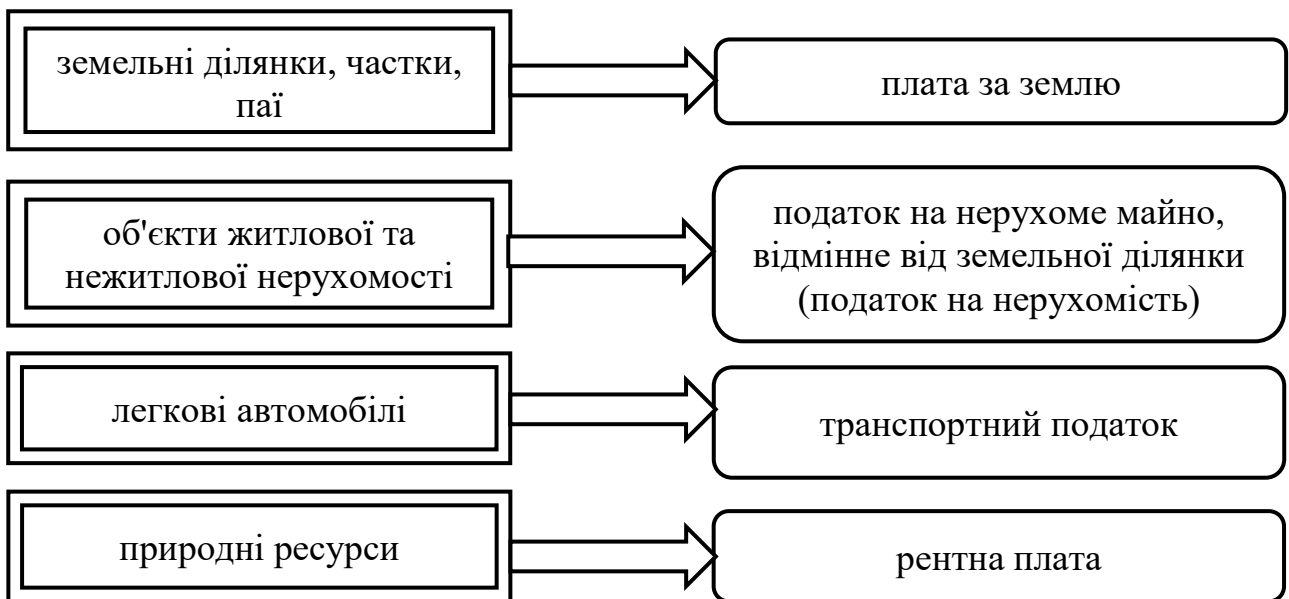 земельні ділянки, частки,
паї
плата за землю
об'єкти житлової та
нежитлової нерухомості
податок на нерухоме майно,
відмінне від земельної ділянки
(податок на нерухомість)
легкові автомобілі
транспортний податок
природні ресурси
рентна плата